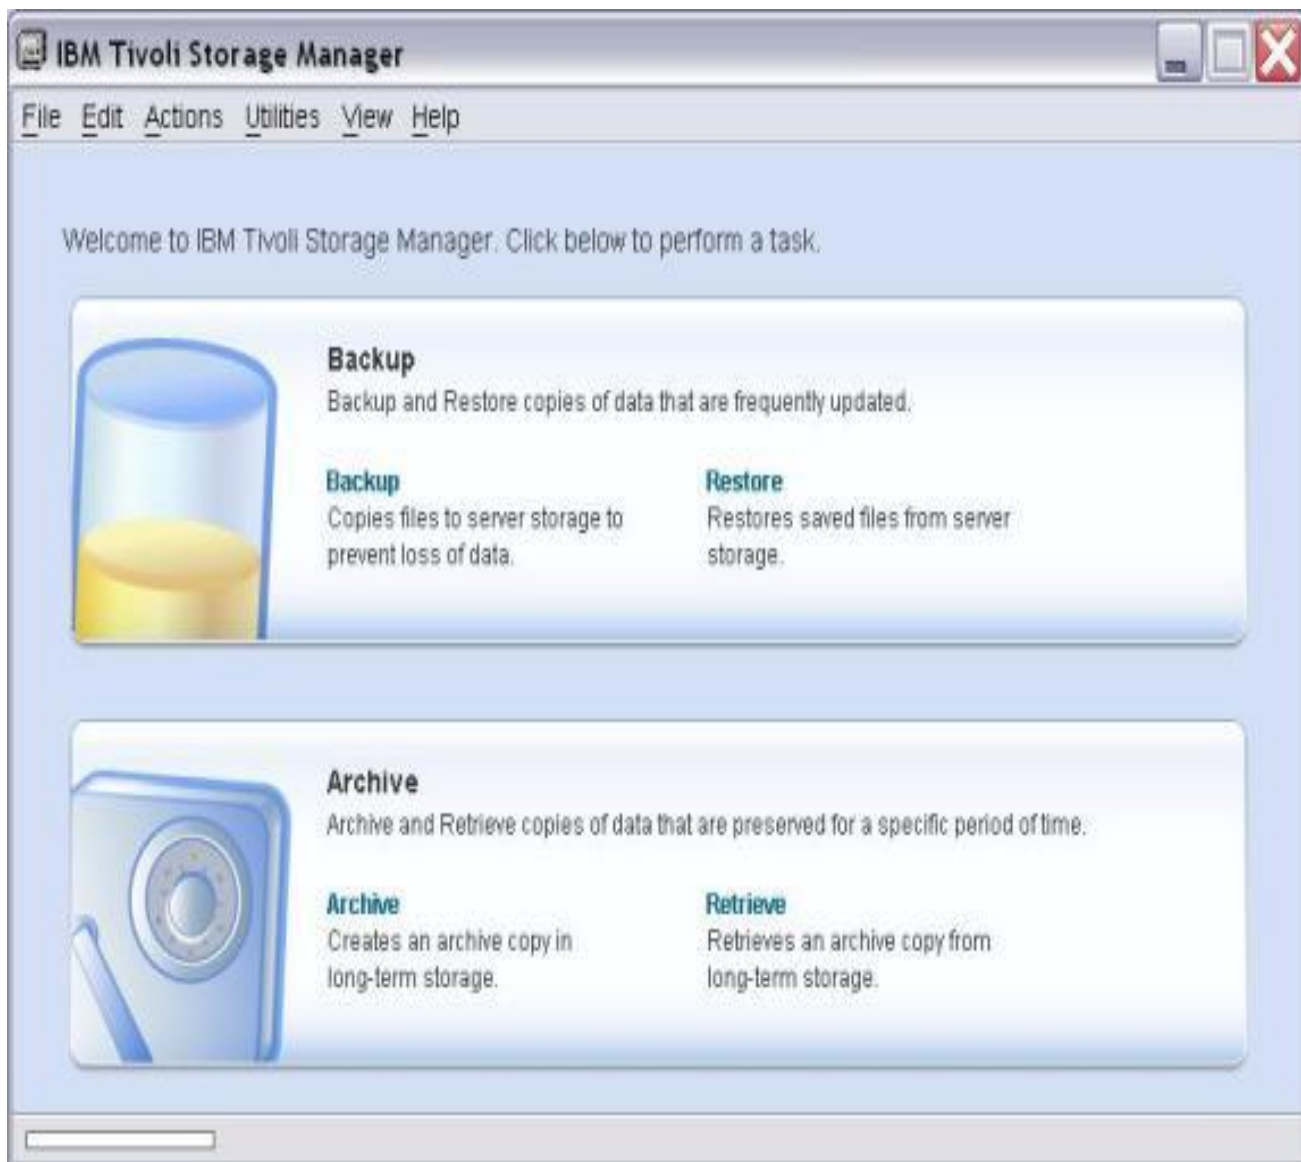 IBM Tivoli Storage Manager
File Edit Actions Utilities View Help
Welcome to IBM Tivoli Storage Manager. Click below to perform a task.
Backup
Backup and Restore copies of data that are frequently updated.
Backup
Copies files to server storage to
prevent loss of data.
Restore
Restores saved files from server
storage.
Archive
Archive and Retrieve copies of data that are preserved for a specific period of time.
Archive
Creates an archive copy in
long-term storage.
Retrieve
Retrieves an archive copy from
long-term storage.